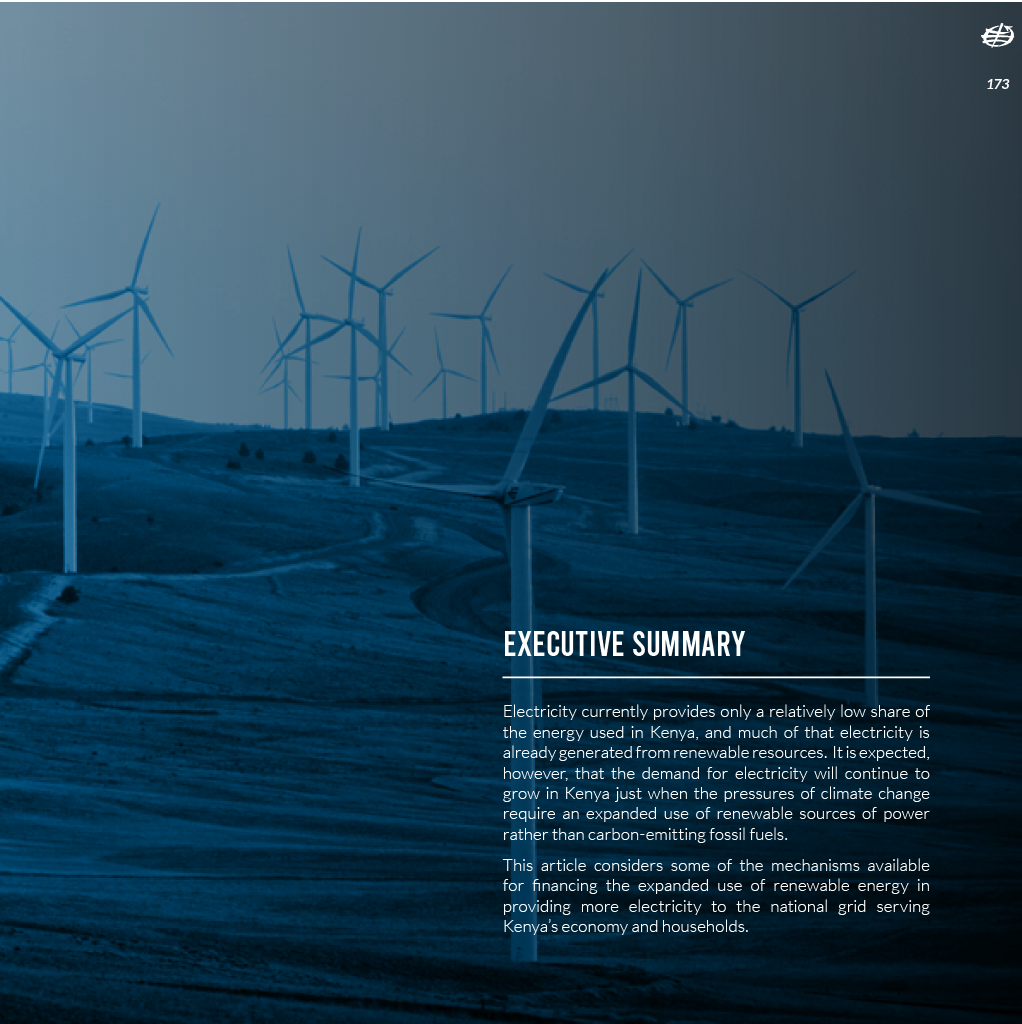 173
EXECUTIVE SUMMARY
Electricity currently provides only a relatively low share of
the energy used in Kenya, and much of that electricity is
already generated from renewable resources. It is expected,
however, that the demand for electricity will continue to
grow in Kenya just when the pressures of climate change
require an expanded use of renewable sources of power
rather than carbon-emitting fossil fuels.
This article considers some of the mechanisms available
for financing the expanded use of renewable energy in
providing more electricity to the national grid serving
Kenya’s economy and households.